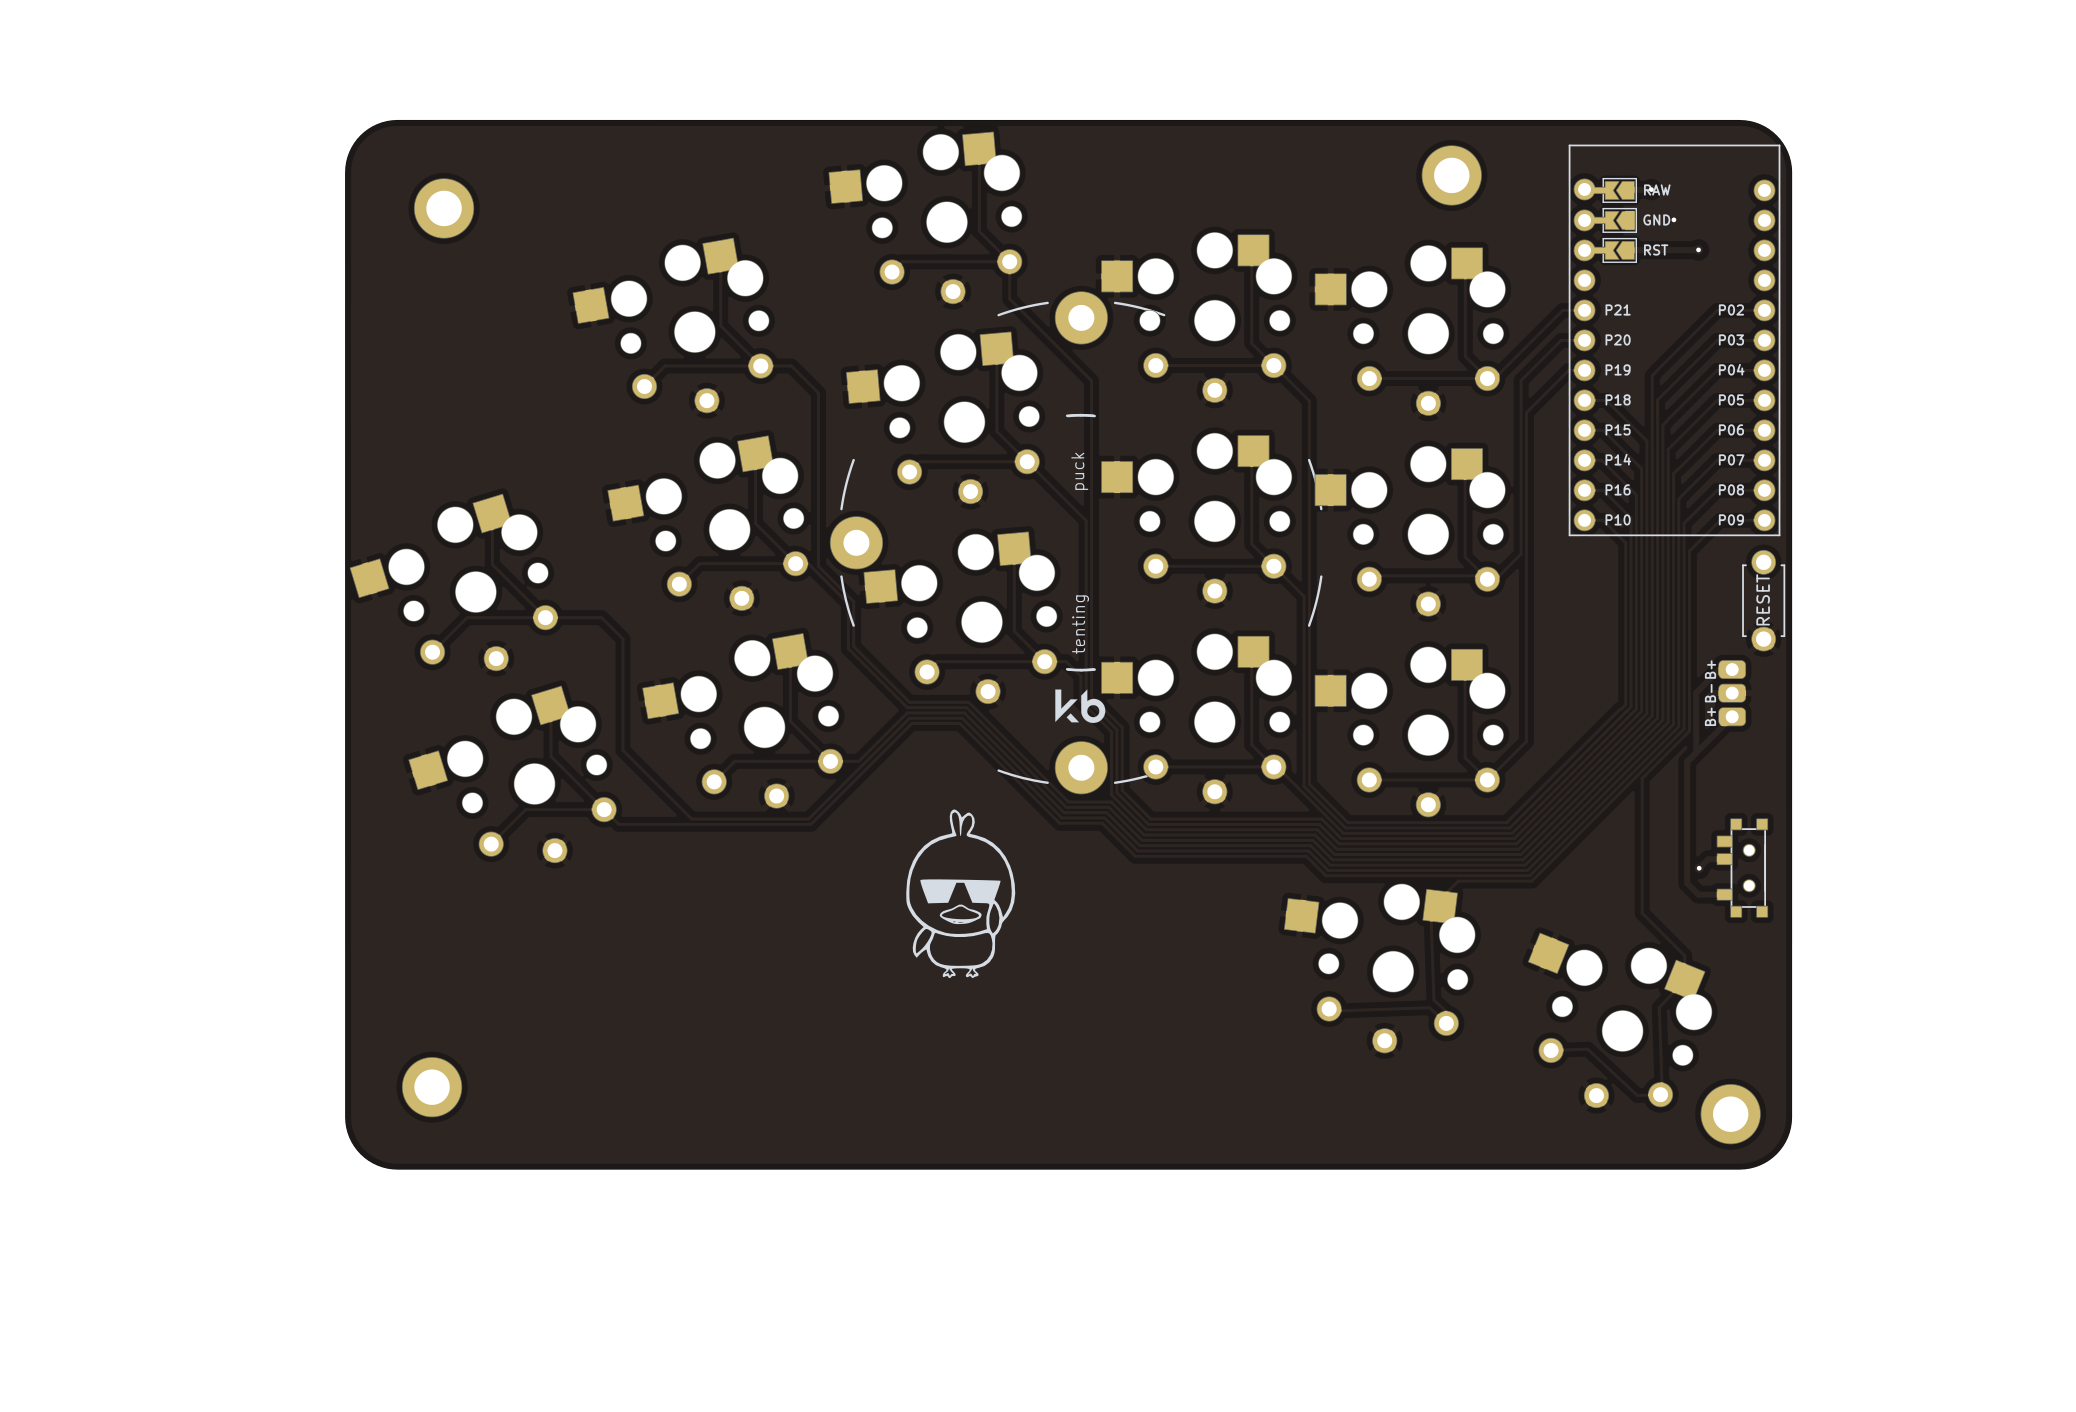 RAW
GND
RST
P21 P02
P20 P03
P19 P04
P18 P05
P15 P06
P14 P07
P16 P08
P10 P09
puck
tenting
kb
RESET
B+B-B+